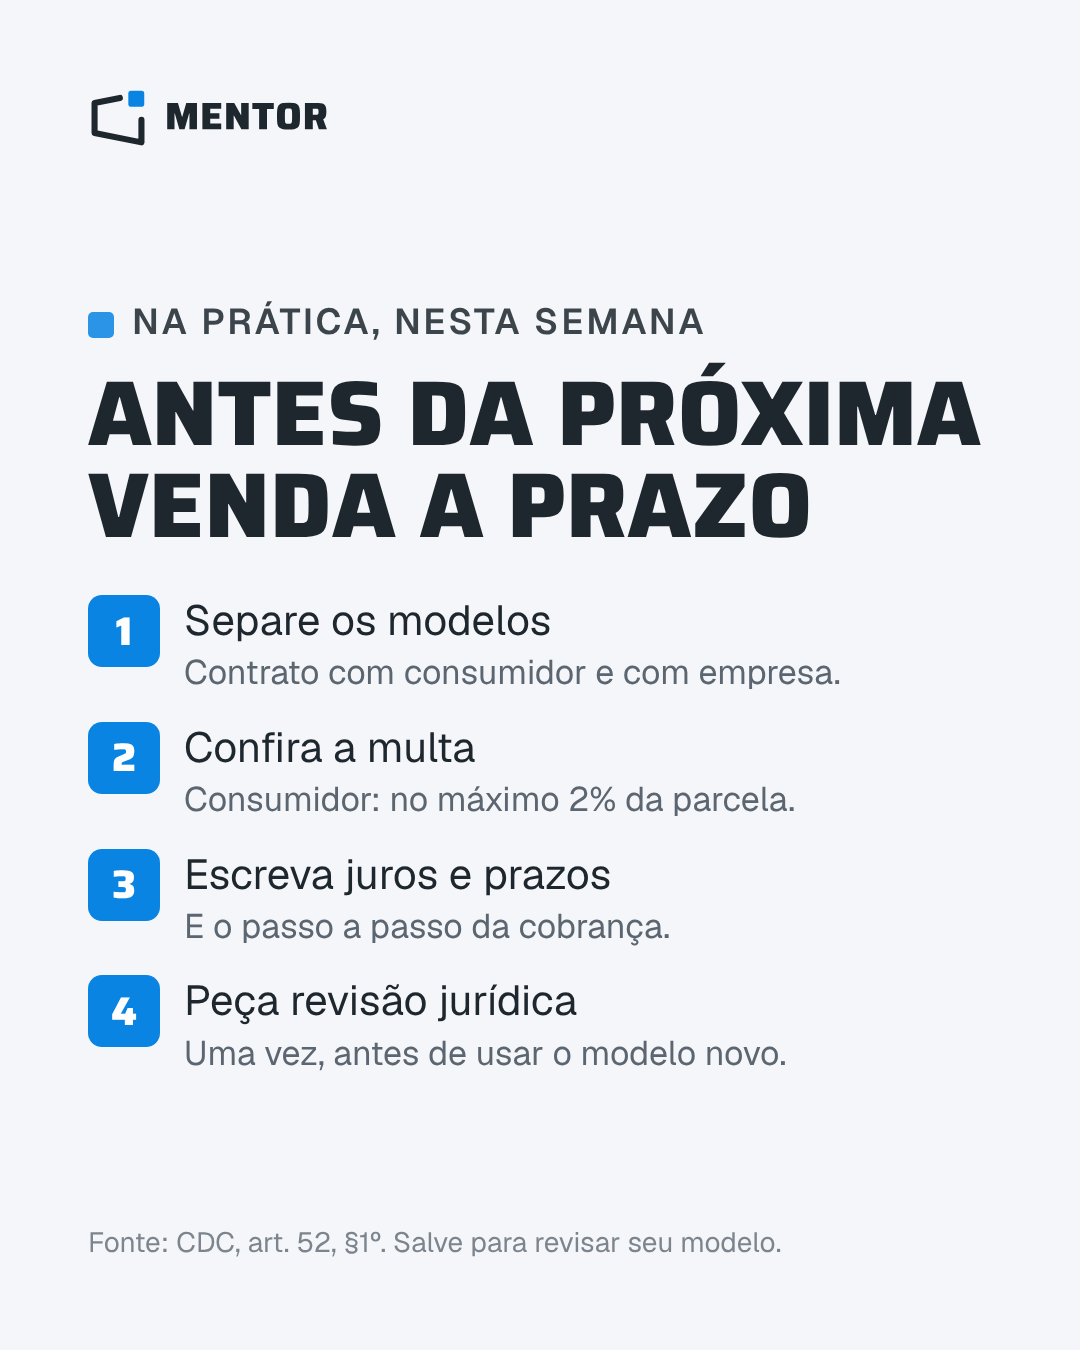 MENTOR
NA PRÁTICA, NESTA SEMANA
ANTES DA PRÓXIMA
VENDA A PRAZO
1 Separe os modelos
Contrato com consumidor e com empresa.
2 Confira a multa
Consumidor: no máximo 2% da parcela.
3 Escreva juros e prazos
E o passo a passo da cobrança.
4 Peça revisão jurídica
Uma vez, antes de usar o modelo novo.
Fonte: CDC, art. 52, §1º. Salve para revisar seu modelo.